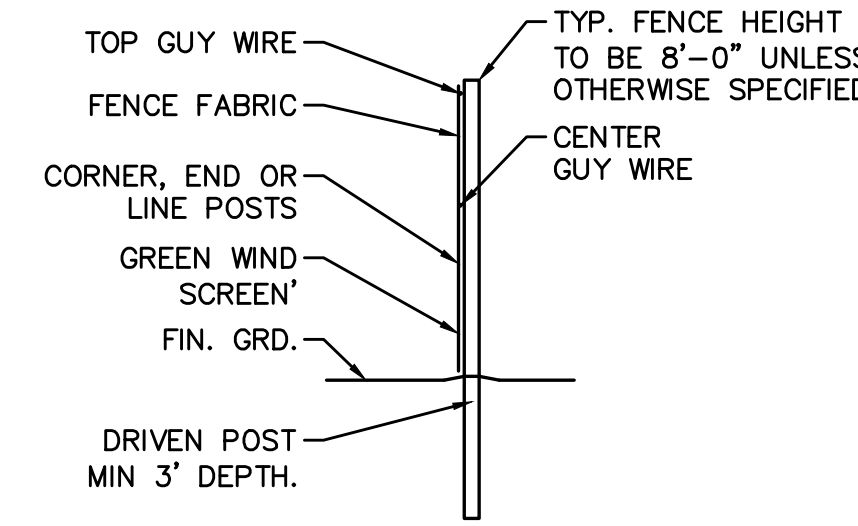 TOP GUY WIRE
FENCE FABRIC
CORNER, END OR
LINE POSTS
GREEN WIND
SCREEN'
FIN. GRD.
DRIVEN POST
MIN 3' DEPTH.
TYP. FENCE HEIGHT
TO BE 8'-0" UNLESS
OTHERWISE SPECIFIED
CENTER
GUY WIRE